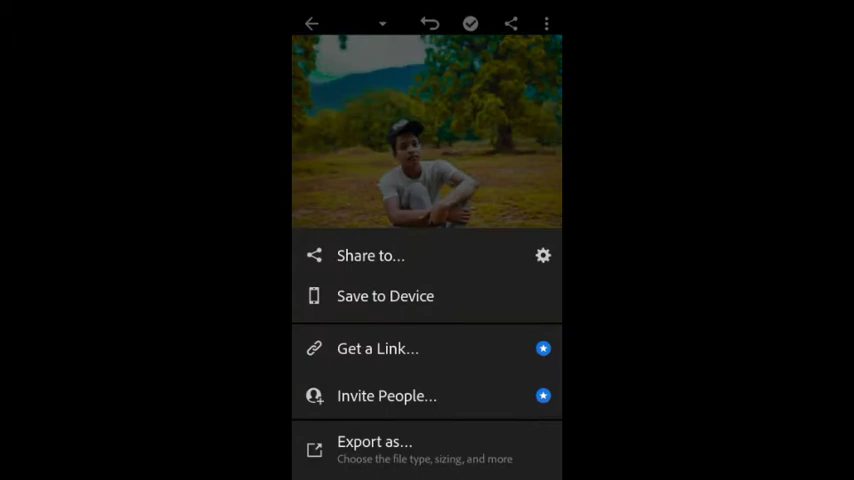 Share to...
Save to Device
Get a Link...
Invite People...
Export as...
Choose the file type, sizing, and more